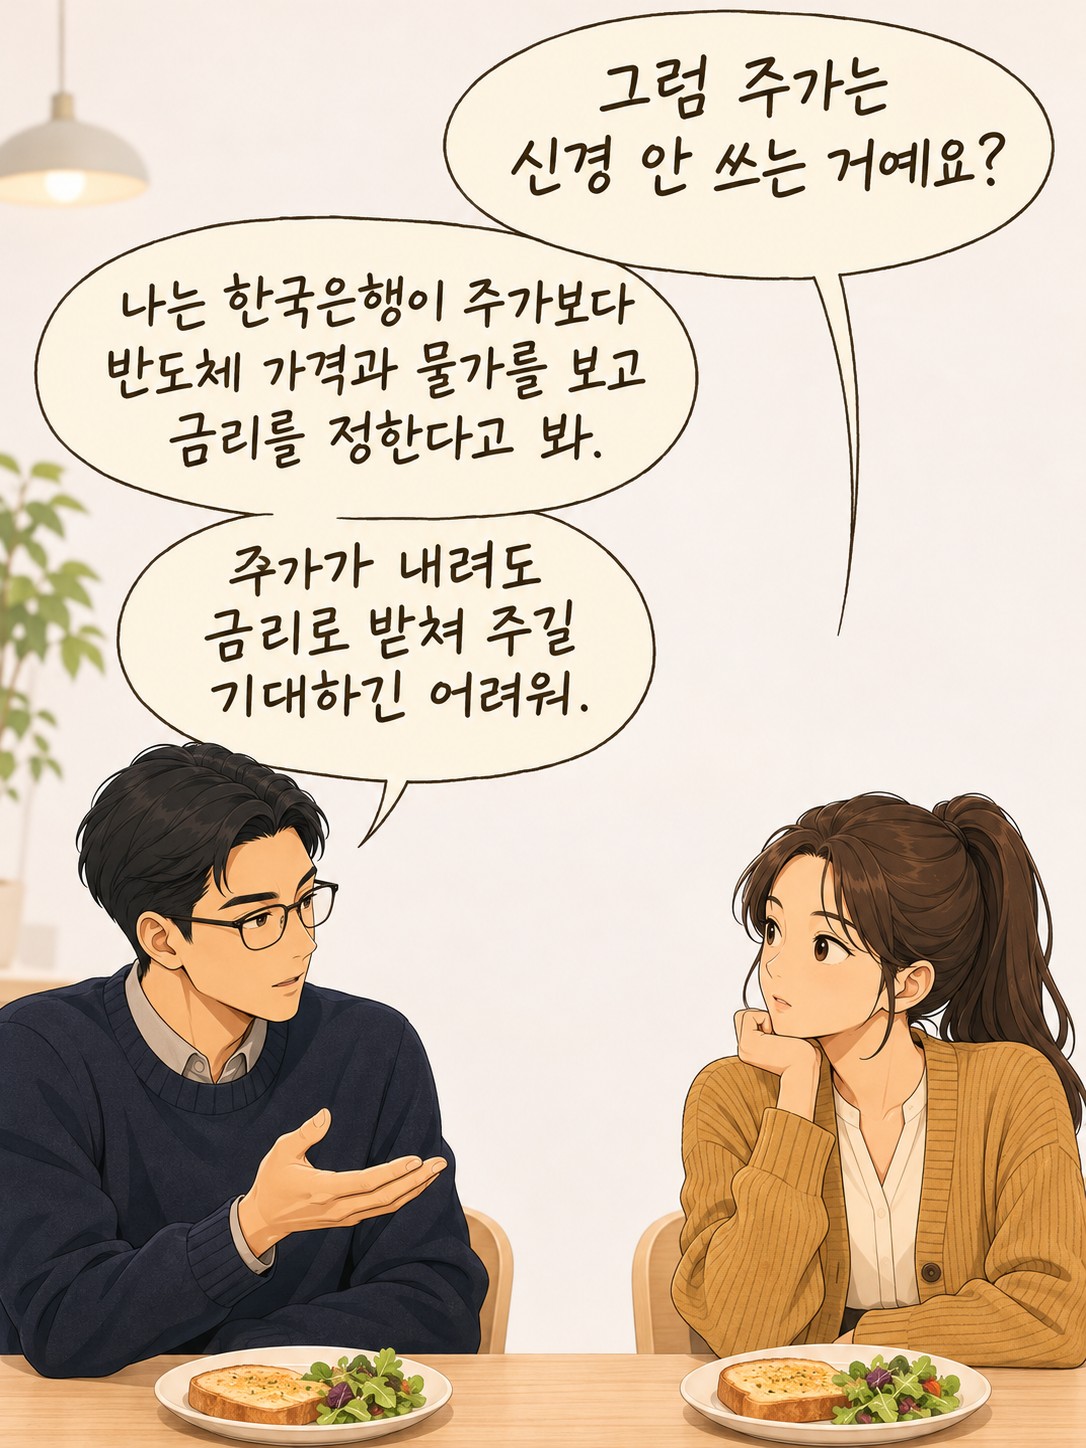 그럼 주가는
신경 안 쓰는 거예요?
나는 한국은행이 주가보다
반도체 가격과 물가를 보고
금리를 정한다고 봐.
주가가 내려도
금리로 받쳐 주길
기대하긴 어려워.